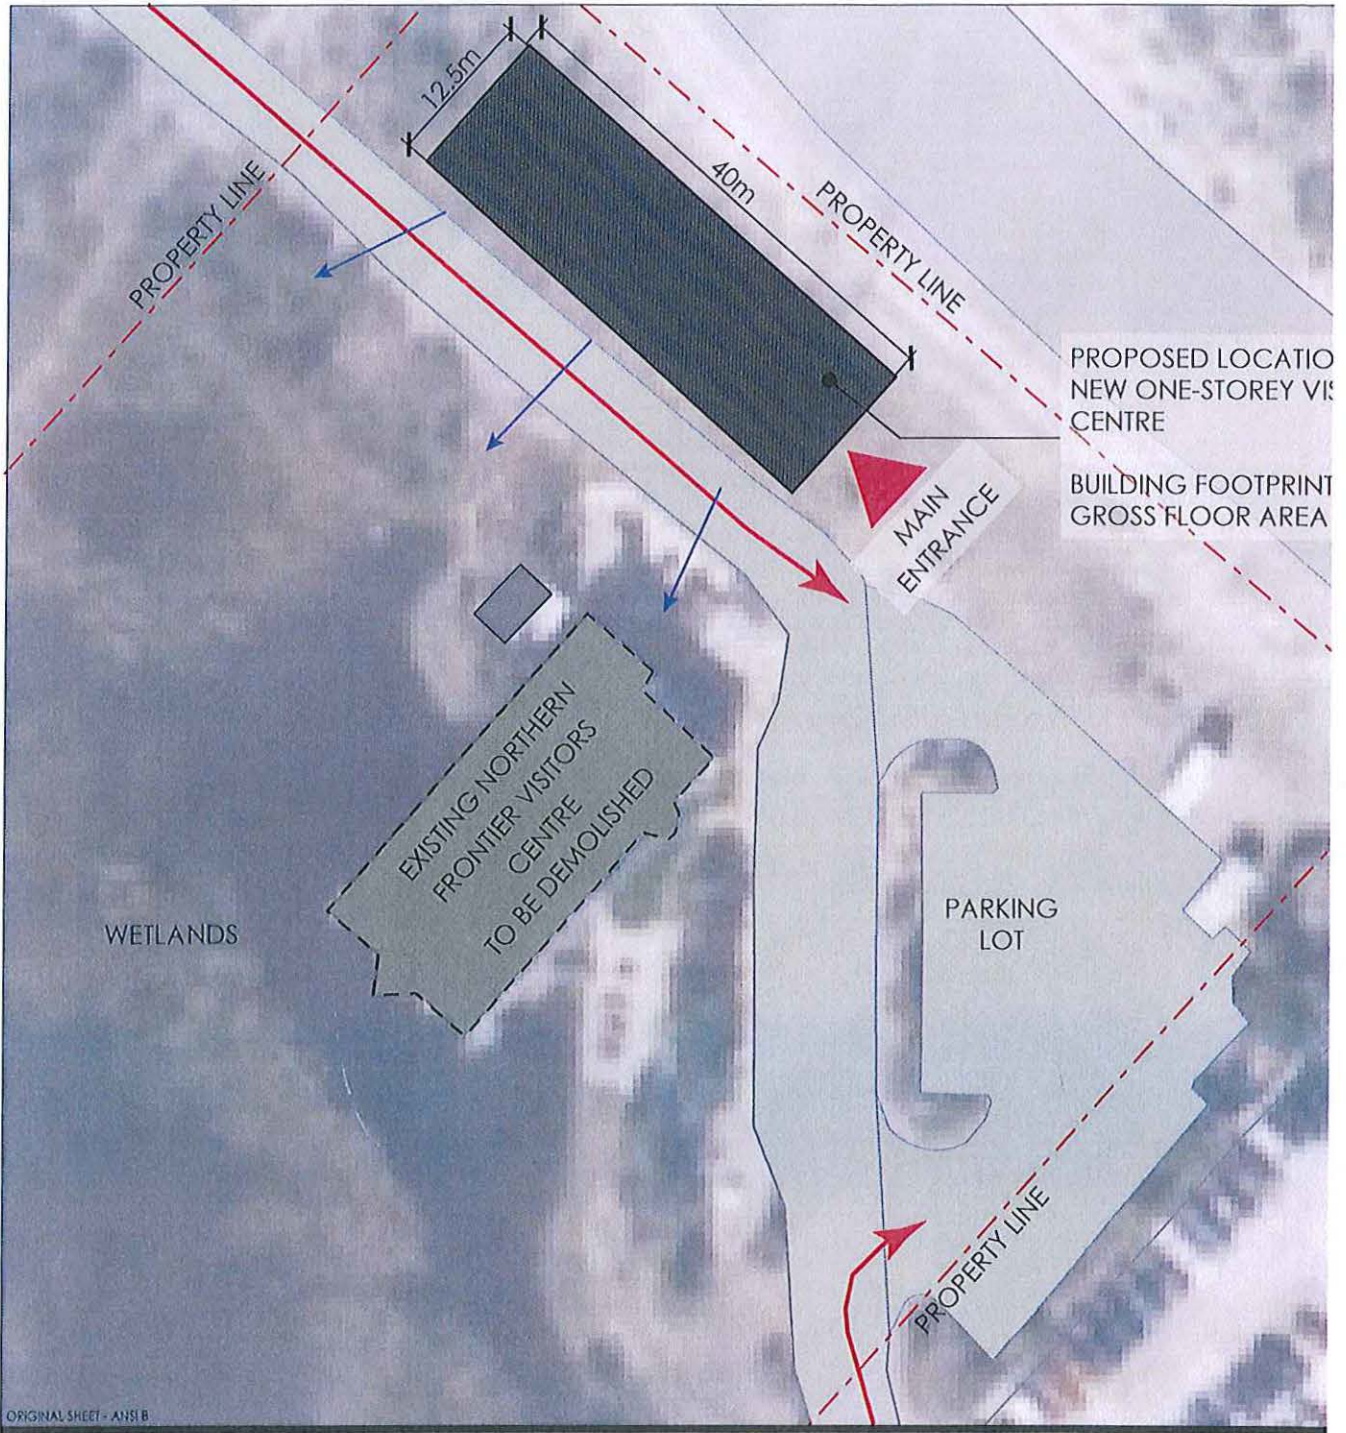 12.5m
40m
PROPERTY LINE
PROPERTY LINE
PROPOSED LOCATIO
NEW ONE-STOREY VIS
CENTRE
BUILDING FOOTPRINT
GROSS FLOOR AREA
MAIN
ENTRANCE
EXISTING NORTHERN
FRONTIER VISITORS
CENTRE
TO BE DEMOLISHED
WETLANDS
PARKING
LOT
PROPERTY LINE
ORIGINAL SHEET - ANSI B